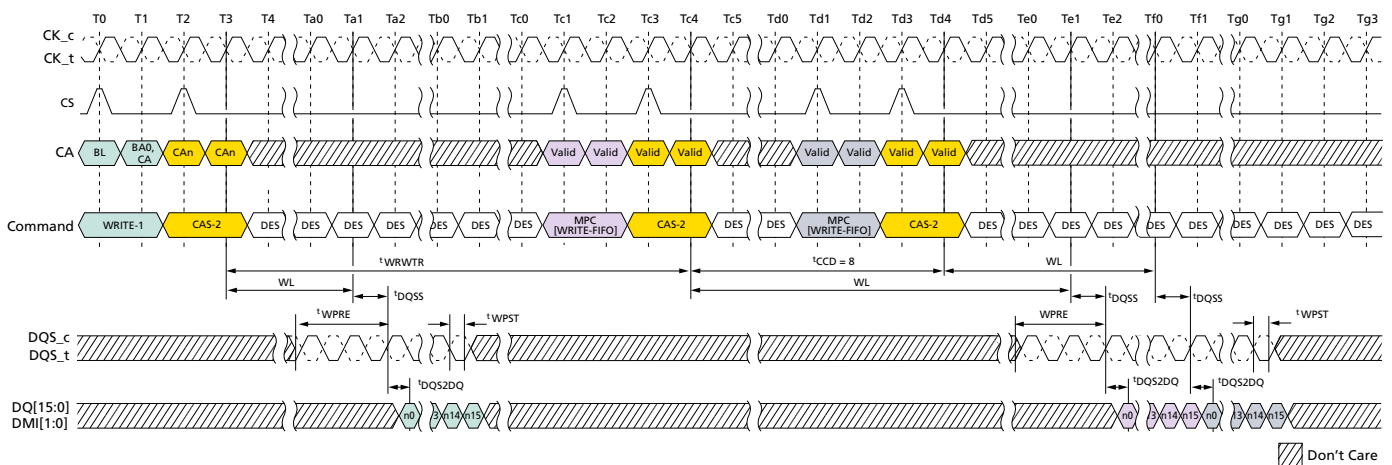 T0 T1 T2 T3 T4 Ta0 Ta1 Ta2 Tb0 Tb1 Tc0 Tc1 Tc2 Tc3 Tc4 Tc5 Td0 Td1 Td2 Td3 Td4 Td5 Te0 Te1 Te2 Tf0 Tf1 Tg0 Tg1 Tg2 Tg3
CK_c
CK_t
CS
CA BL BA0, CA CAn CAn Valid Valid Valid Valid Valid Valid Valid Valid
Command WRITE-1 CAS-2 DES DES DES DES DES DES DES MPC [WRITE-FIFO] CAS-2 DES DES MPC [WRITE-FIFO] CAS-2 DES DES DES DES DES DES DES DES DES DES
tWRWTR tCCD = 8 WL
WL WL
tDQSS tDQSS tDQSS
tWPRE tWPST WPRE tWPST
DQS_c
DQS_t
tDQS2DQ tDQS2DQ tDQS2DQ
DQ[15:0]
DMI[1:0]
n0 13 n14 n15 n0 13 n14 n15 n0 13 n14 n15
Don't Care